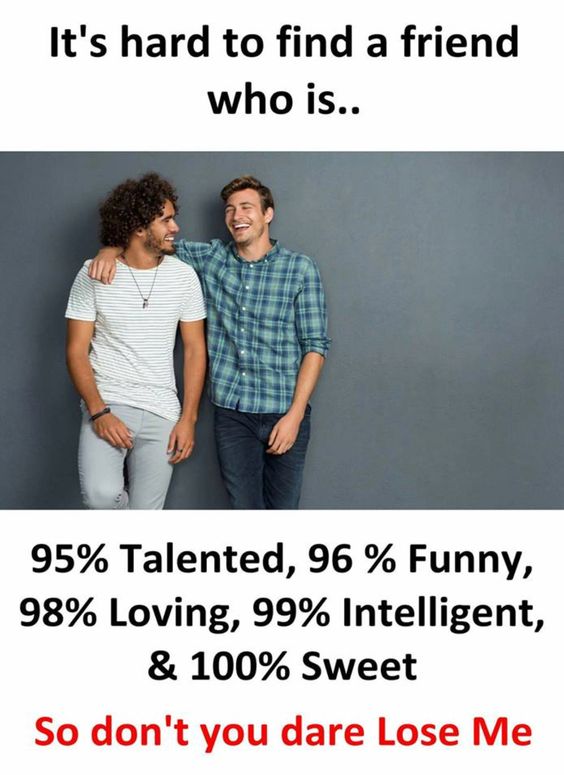 It's hard to find a friend
who is..
95% Talented, 96 % Funny,
98% Loving, 99% Intelligent,
& 100% Sweet
So don't you dare Lose Me